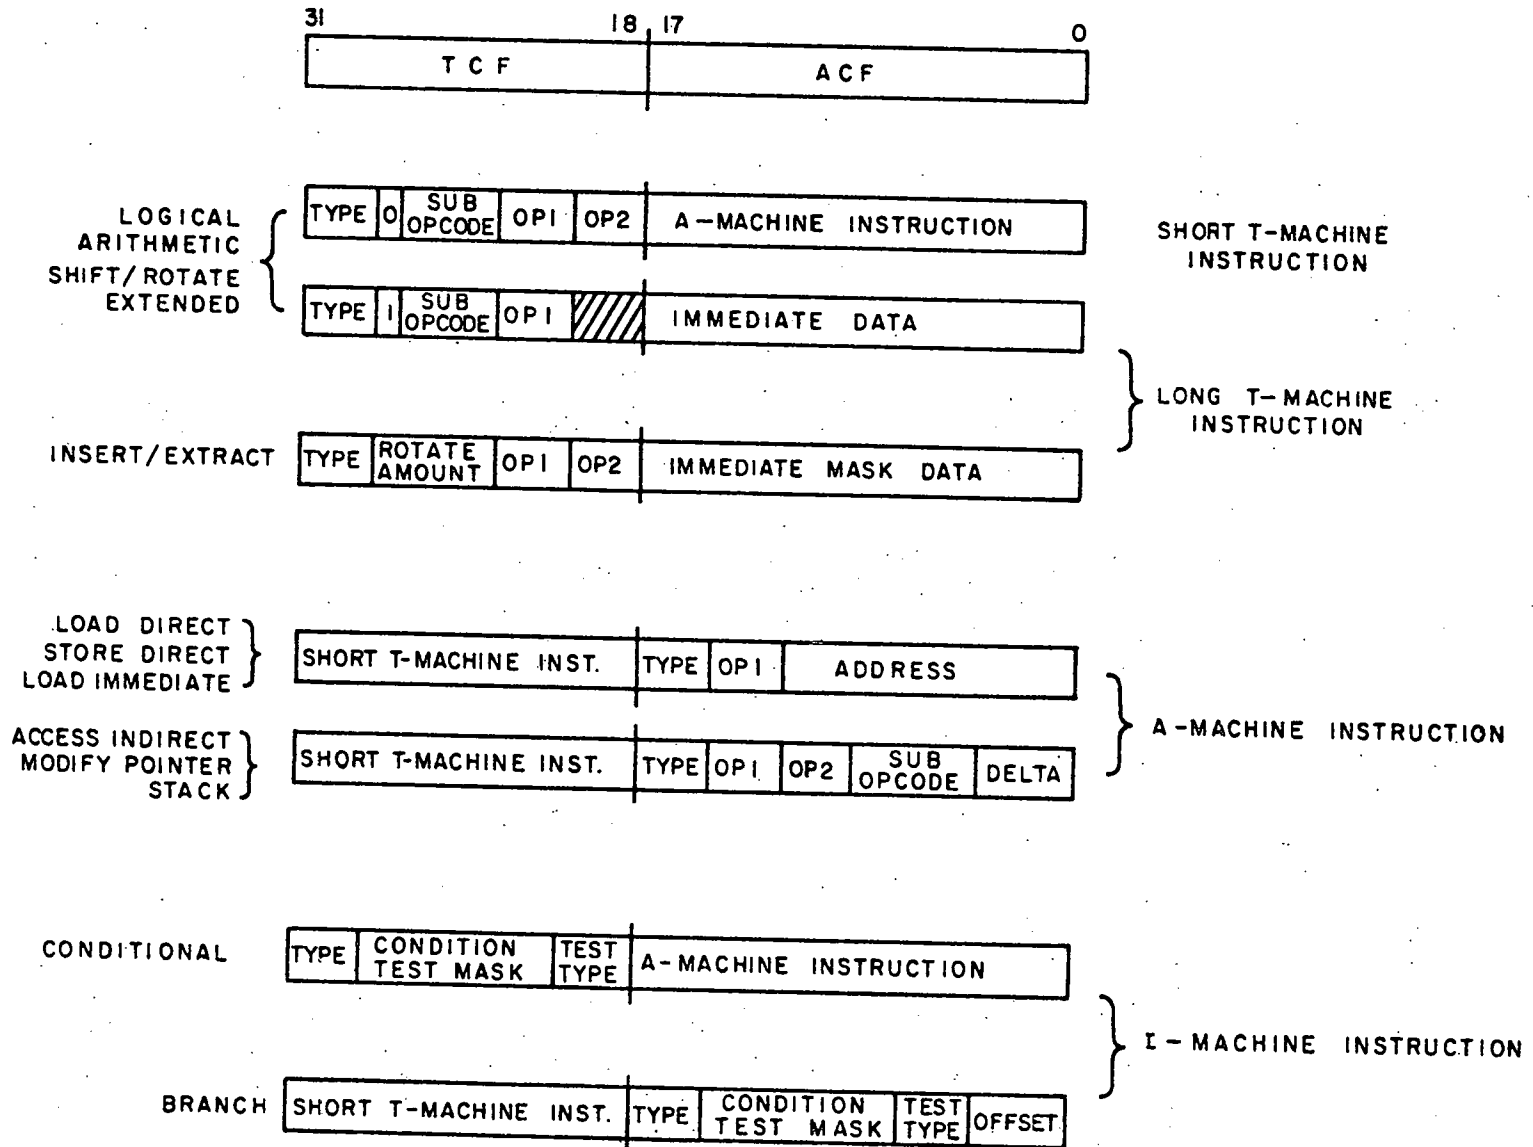 31 18 17 0
TCF ACF
LOGICAL
ARITHMETIC
SHIFT/ROTATE
EXTENDED
TYPE 0 SUB OPCODE OP1 OP2 A-MACHINE INSTRUCTION
SHORT T-MACHINE
INSTRUCTION
TYPE 1 SUB OPCODE OP1 IMMEDIATE DATA
LONG T-MACHINE
INSTRUCTION
INSERT/EXTRACT
TYPE ROTATE AMOUNT OP1 OP2 IMMEDIATE MASK DATA
LOAD DIRECT
STORE DIRECT
LOAD IMMEDIATE
SHORT T-MACHINE INST. TYPE OP1 ADDRESS
A-MACHINE INSTRUCTION
ACCESS INDIRECT
MODIFY POINTER
STACK
SHORT T-MACHINE INST. TYPE OP1 OP2 SUB OPCODE DELTA
CONDITIONAL
TYPE CONDITION TEST MASK TEST TYPE A-MACHINE INSTRUCTION
I-MACHINE INSTRUCTION
BRANCH
SHORT T-MACHINE INST. TYPE CONDITION TEST MASK TEST TYPE OFFSET